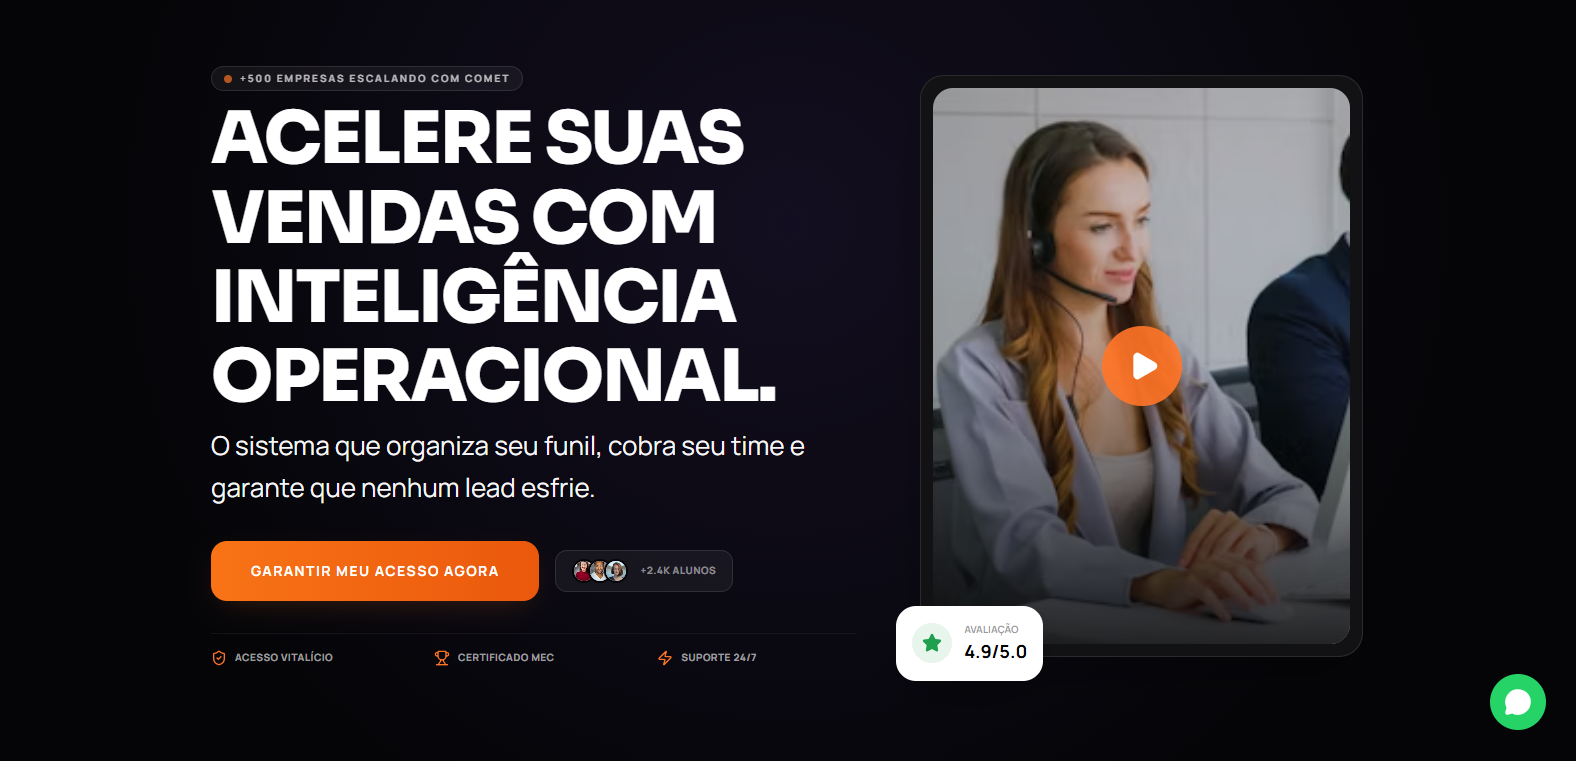 +500 EMPRESAS ESCALANDO COM COMET
ACELERE SUAS
VENDAS COM
INTELIGÊNCIA
OPERACIONAL.
O sistema que organiza seu funil, cobra seu time e
garante que nenhum lead esfrie.
GARANTIR MEU ACESSO AGORA
+2.4K ALUNOS
ACESSO VITALÍCIO
CERTIFICADO MEC
SUPORTE 24/7
AVALIAÇÃO
4.9/5.0